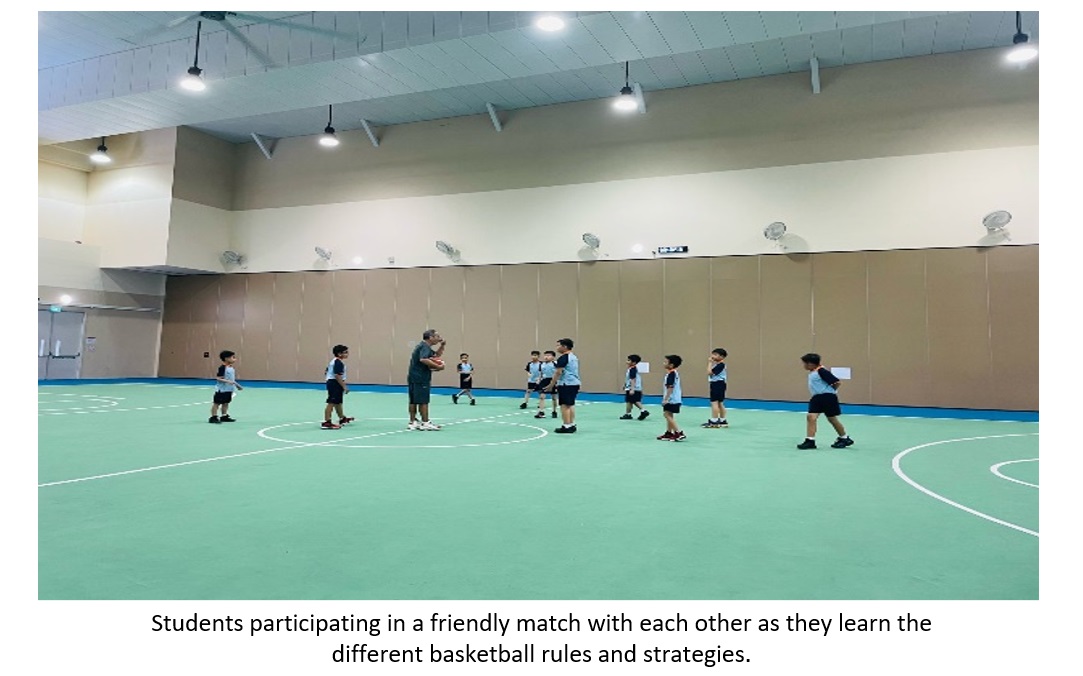 Students participating in a friendly match with each other as they learn the
different basketball rules and strategies.